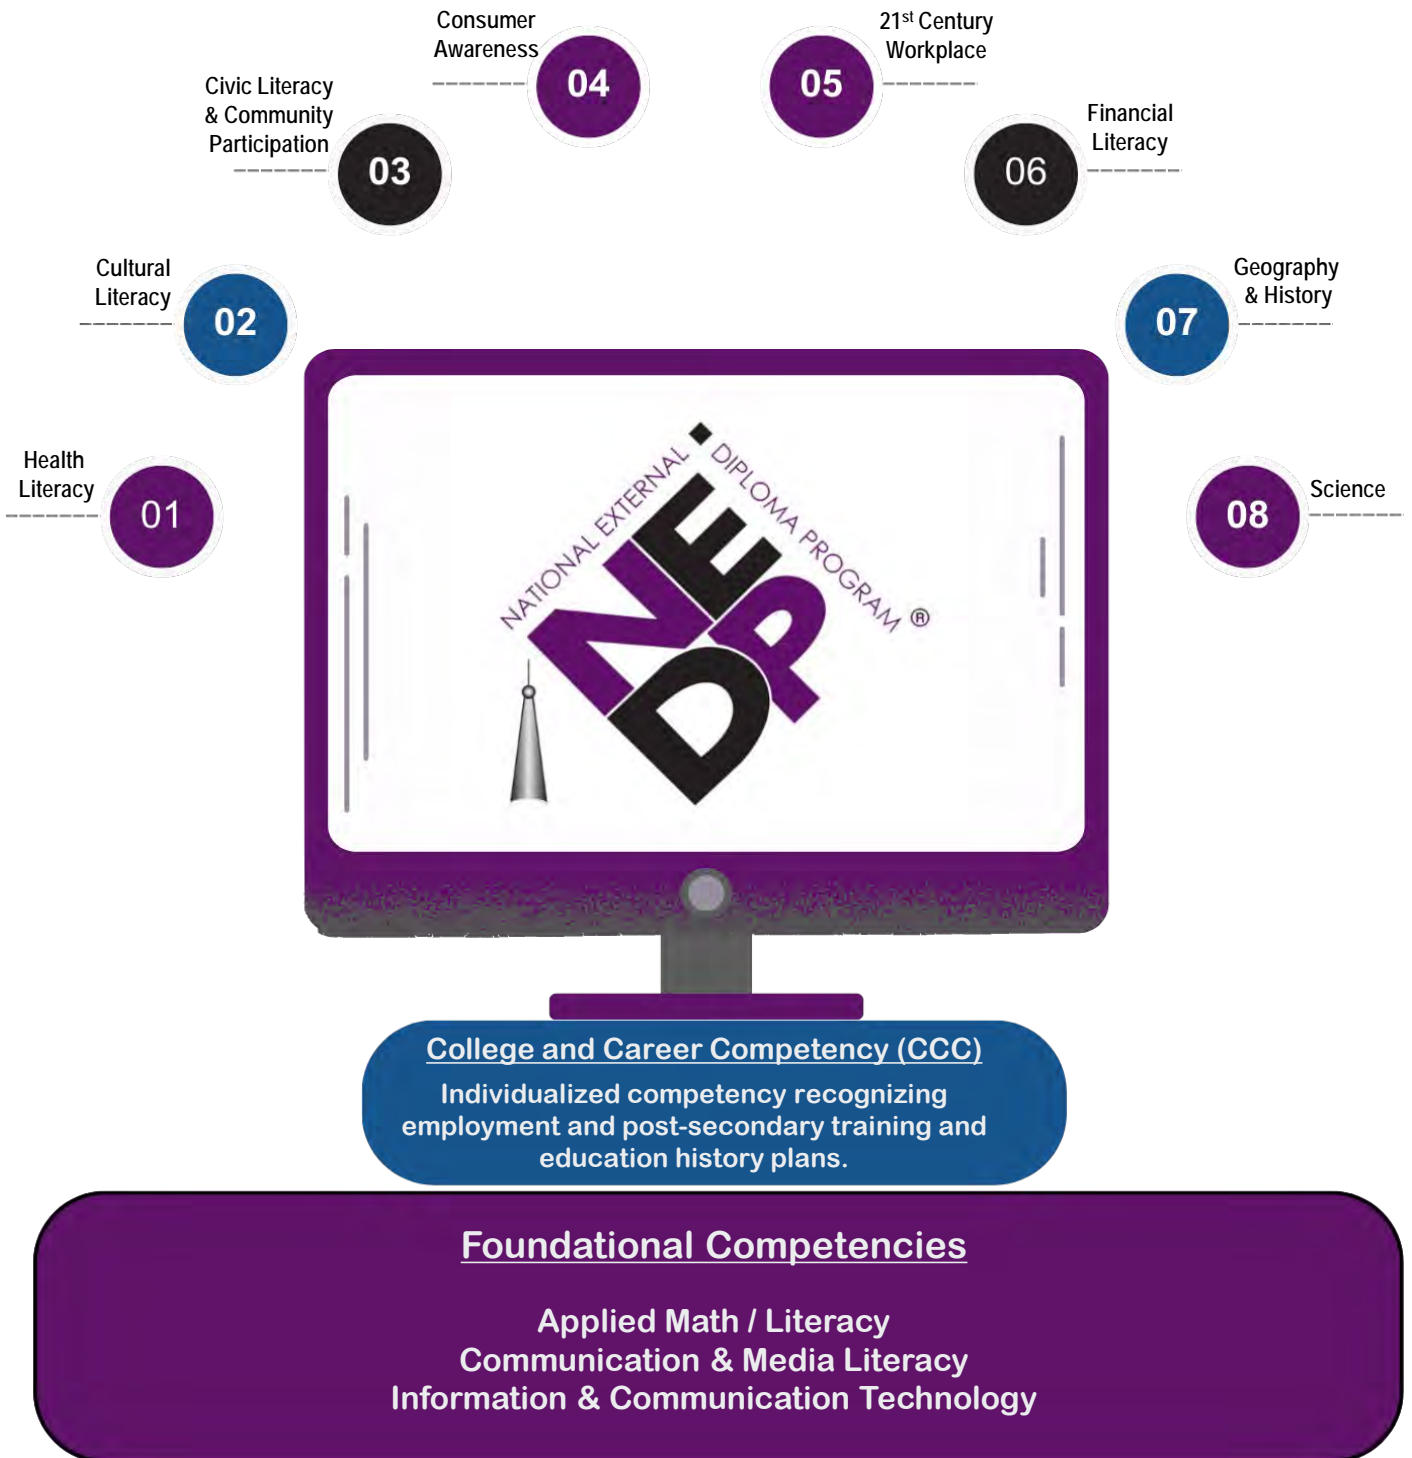 Consumer
Awareness
04
05
21st Century
Workplace
Civic Literacy
& Community
Participation
03
06
Financial
Literacy
Cultural
Literacy
02
07
Geography
& History
Health
Literacy
01
08
Science
NATIONAL EXTERNAL
DIPLOMA PROGRAM ®
NE
DP
College and Career Competency (CCC)
Individualized competency recognizing
employment and post-secondary training and
education history plans.
Foundational Competencies
Applied Math / Literacy
Communication & Media Literacy
Information & Communication Technology